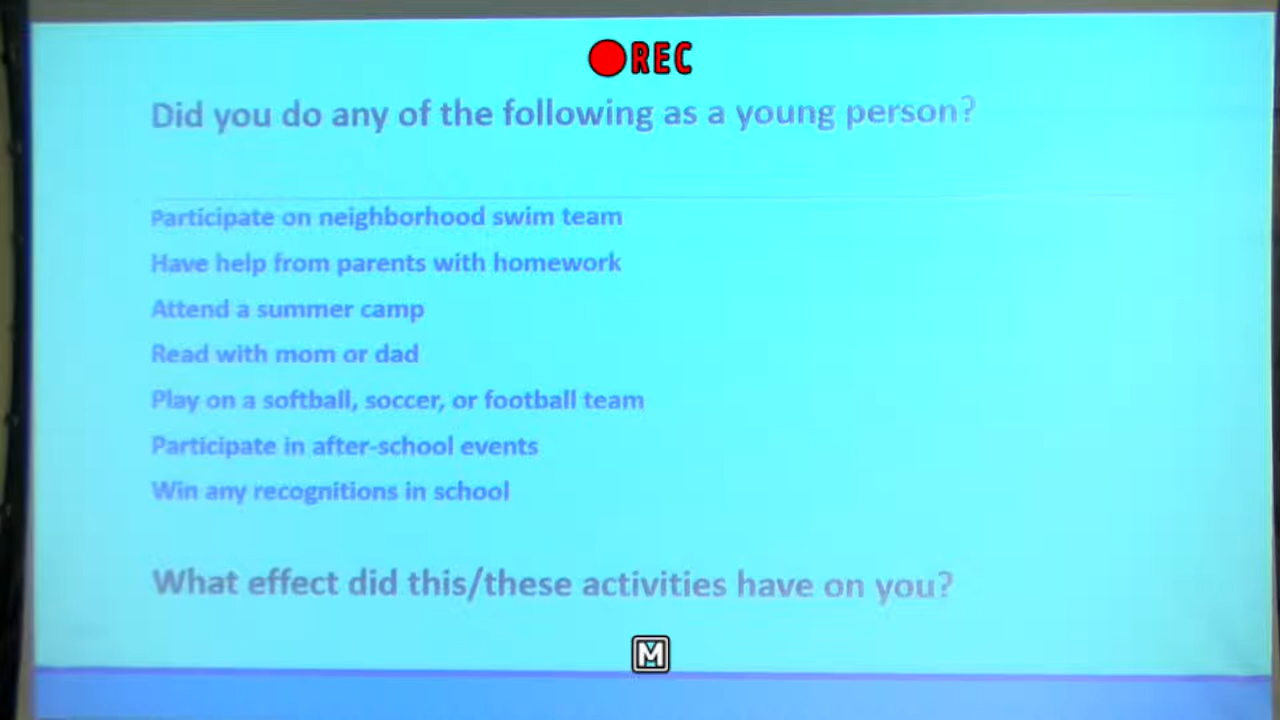 REC
Did you do any of the following as a young person?
Participate on neighborhood swim team
Have help from parents with homework
Attend a summer camp
Read with mom or dad
Play on a softball, soccer, or football team
Participate in after-school events
Win any recognitions in school
What effect did this/these activities have on you?
M